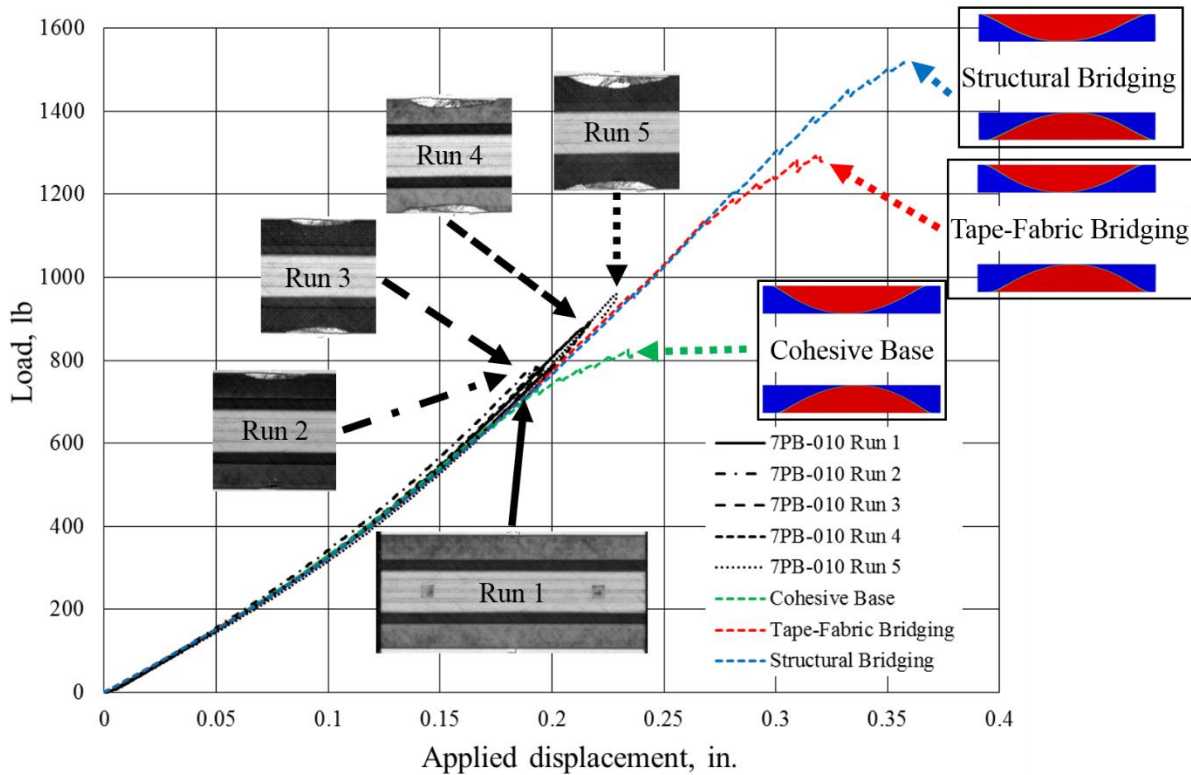 1600
1400
1200
1000
800
600
400
200
0
Load, lb
0
0.05
0.1
0.15
0.2
0.25
0.3
0.35
0.4
Applied displacement, in.
Run 5
Run 4
Run 3
Run 2
Run 1
Structural Bridging
Tape-Fabric Bridging
Cohesive Base
7PB-010 Run 1
7PB-010 Run 2
7PB-010 Run 3
7PB-010 Run 4
7PB-010 Run 5
Cohesive Base
Tape-Fabric Bridging
Structural Bridging